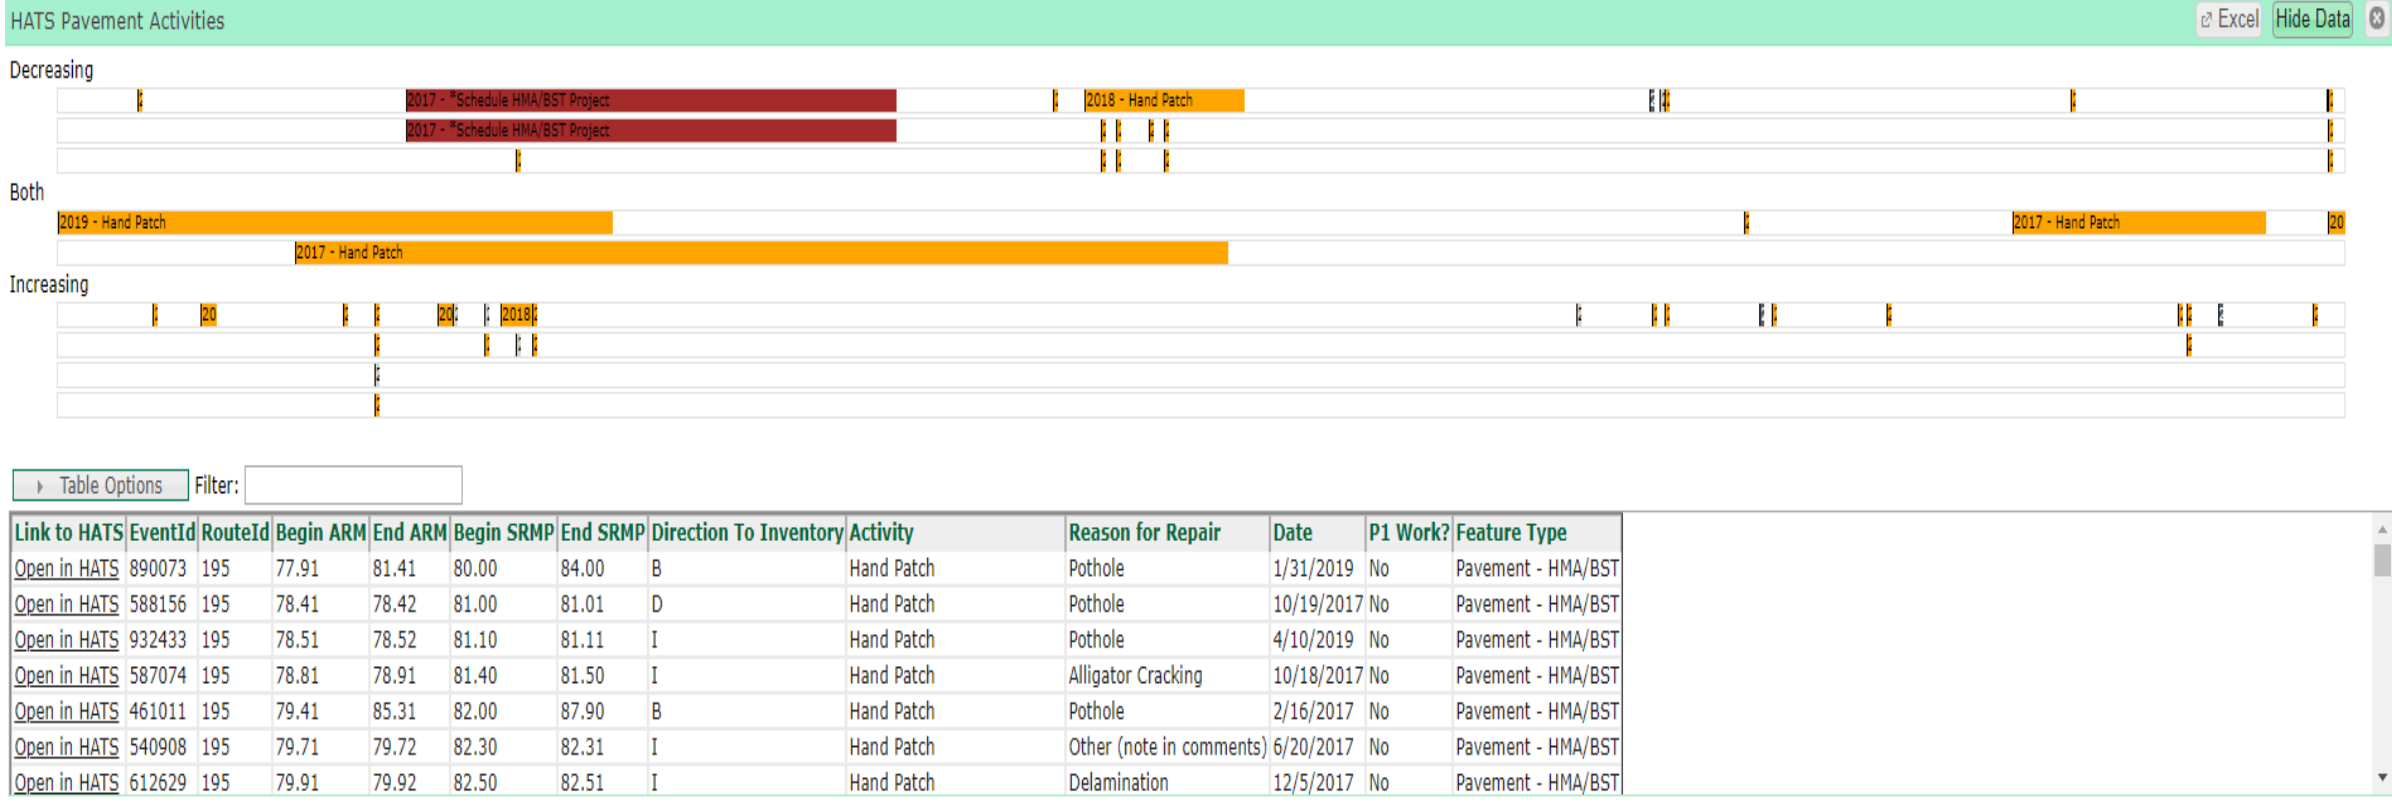 HATS Pavement Activities Excel Hide Data
Decreasing
2017 - *Schedule HMA/BST Project 2018 - Hand Patch
2017 - *Schedule HMA/BST Project
Both
2019 - Hand Patch 2017 - Hand Patch 20
2017 - Hand Patch
Increasing
20 20 2018
Table Options Filter:
Link to HATS EventId RouteId Begin ARM End ARM Begin SRMP End SRMP Direction To Inventory Activity Reason for Repair Date P1 Work? Feature Type
Open in HATS 890073 195 77.91 81.41 80.00 84.00 B Hand Patch Pothole 1/31/2019 No Pavement - HMA/BST
Open in HATS 588156 195 78.41 78.42 81.00 81.01 D Hand Patch Pothole 10/19/2017 No Pavement - HMA/BST
Open in HATS 932433 195 78.51 78.52 81.10 81.11 I Hand Patch Pothole 4/10/2019 No Pavement - HMA/BST
Open in HATS 587074 195 78.81 78.91 81.40 81.50 I Hand Patch Alligator Cracking 10/18/2017 No Pavement - HMA/BST
Open in HATS 461011 195 79.41 85.31 82.00 87.90 B Hand Patch Pothole 2/16/2017 No Pavement - HMA/BST
Open in HATS 540908 195 79.71 79.72 82.30 82.31 I Hand Patch Other (note in comments) 6/20/2017 No Pavement - HMA/BST
Open in HATS 612629 195 79.91 79.92 82.50 82.51 I Hand Patch Delamination 12/5/2017 No Pavement - HMA/BST